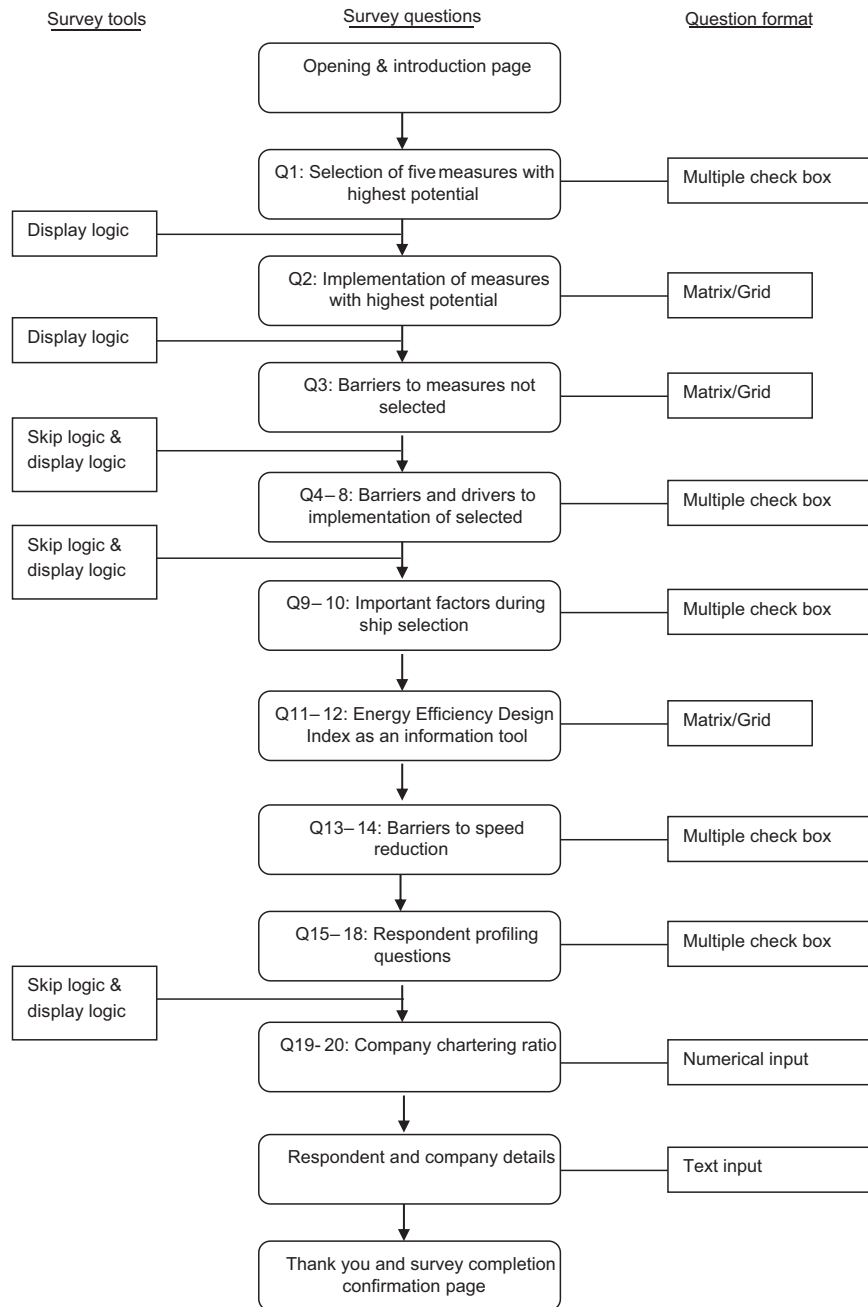 Survey tools
Survey questions
Question format
Opening & introduction page
Q1: Selection of five measures with
highest potential
Multiple check box
Display logic
Q2: Implementation of measures
with highest potential
Matrix/Grid
Display logic
Q3: Barriers to measures not
selected
Matrix/Grid
Skip logic &
display logic
Q4–8: Barriers and drivers to
implementation of selected
Multiple check box
Skip logic &
display logic
Q9–10: Important factors during
ship selection
Multiple check box
Q11–12: Energy Efficiency Design
Index as an information tool
Matrix/Grid
Q13–14: Barriers to speed
reduction
Multiple check box
Q15–18: Respondent profiling
questions
Multiple check box
Skip logic &
display logic
Q19-20: Company chartering ratio
Numerical input
Respondent and company details
Text input
Thank you and survey completion
confirmation page